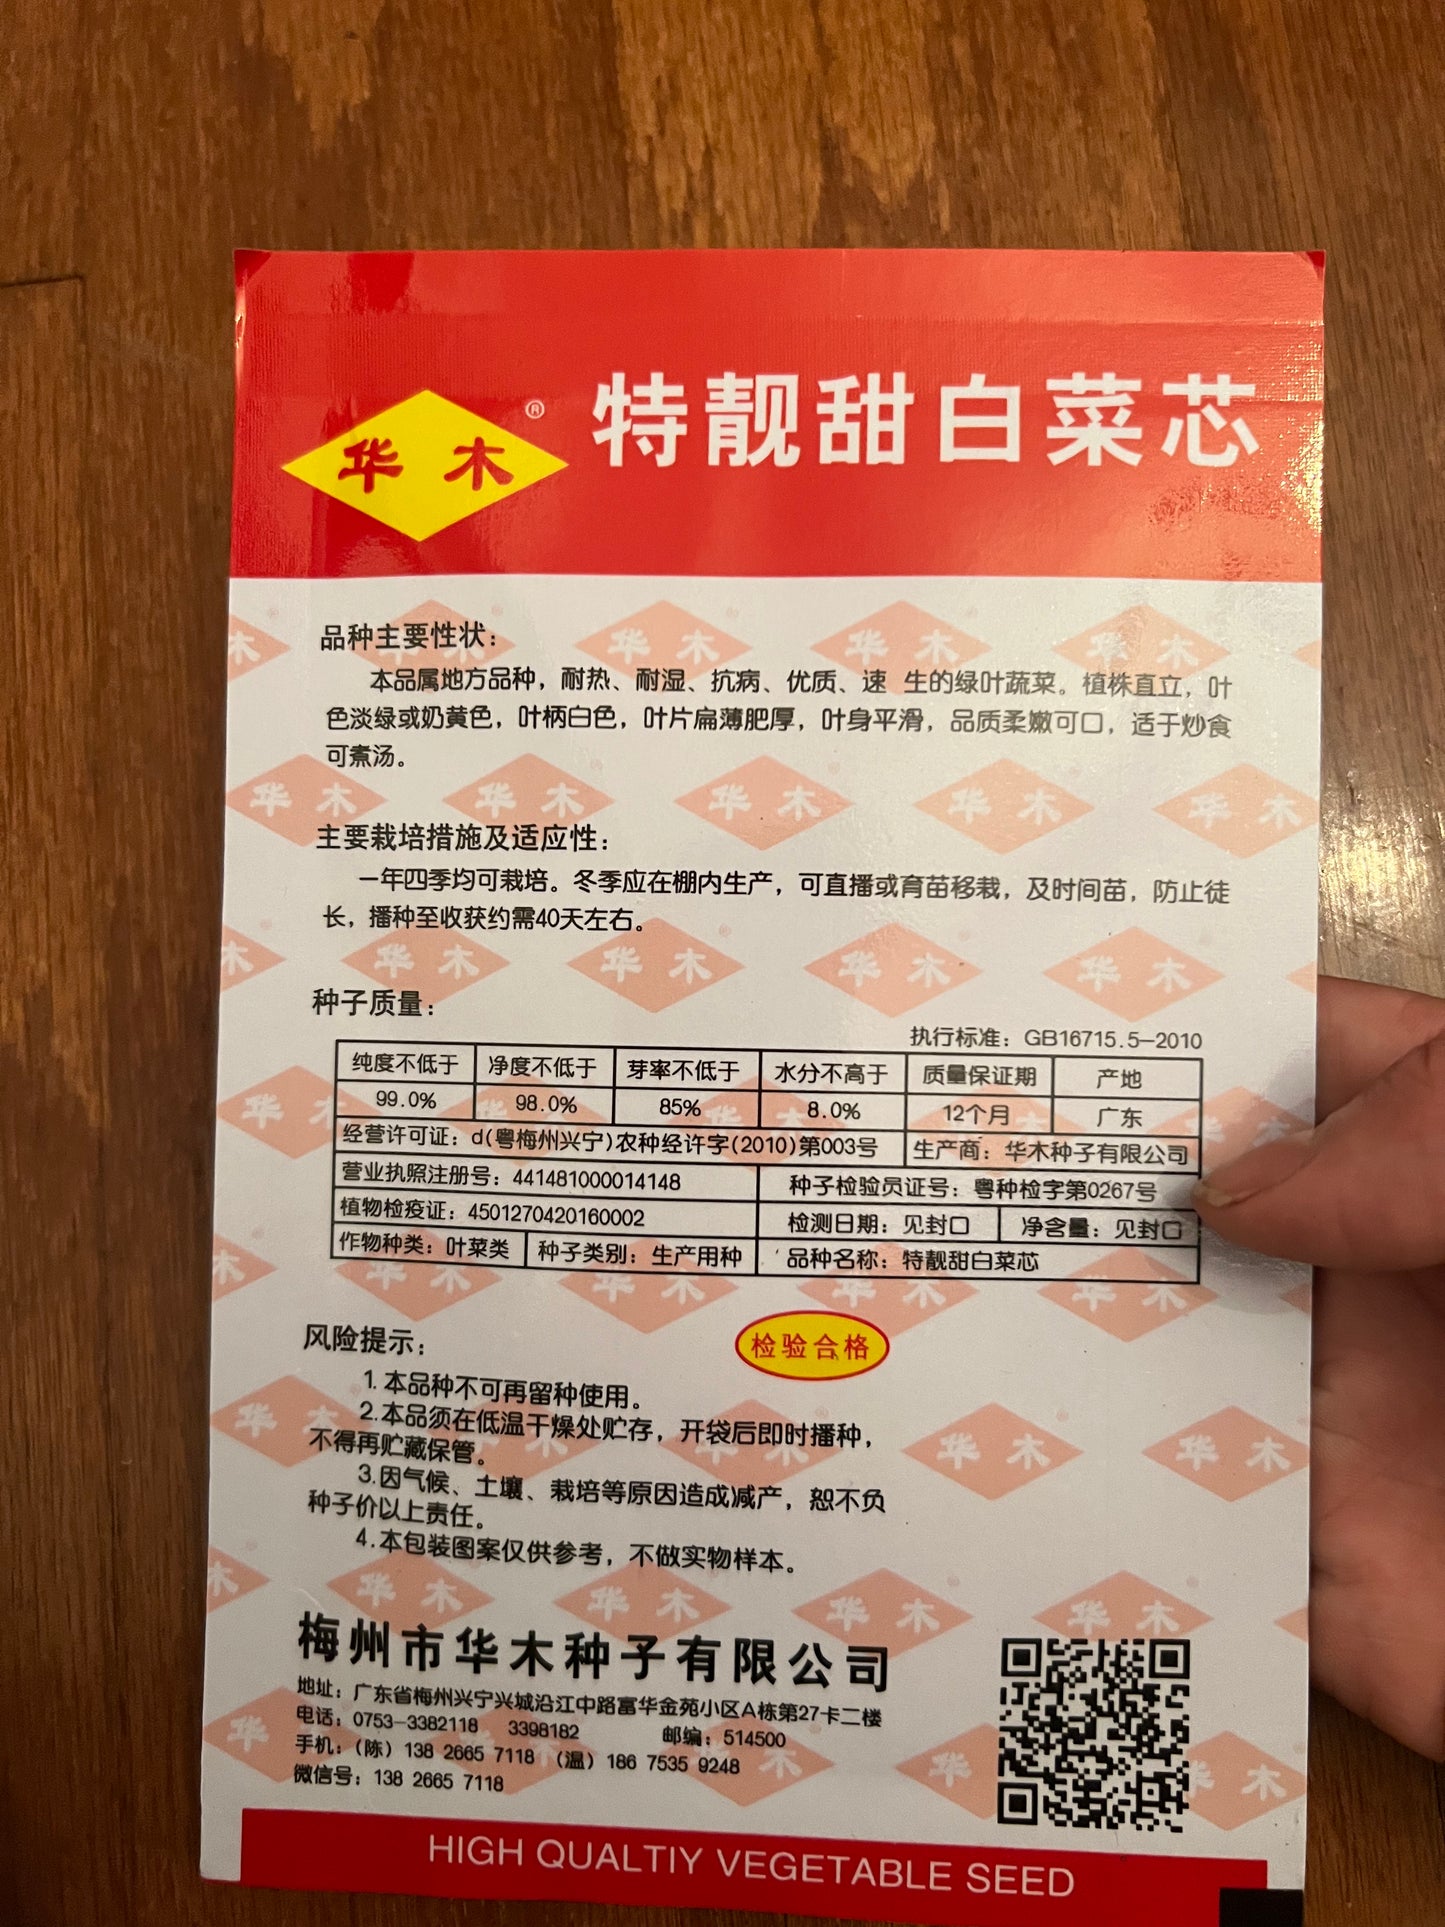 华木®
特靓甜白菜芯
品种主要性状：
本品属地方品种，耐热、耐湿、抗病、优质、速 生的绿叶蔬菜。植株直立，叶
色淡绿或奶黄色，叶柄白色，叶片扁薄肥厚，叶身平滑，品质柔嫩可口，适于炒食
可煮汤。
主要栽培措施及适应性：
一年四季均可栽培。冬季应在棚内生产，可直播或育苗移栽，及时间苗，防止徒
长，播种至收获约需40天左右。
种子质量：
执行标准：GB16715.5-2010
纯度不低于 净度不低于 芽率不低于 水分不高于 质量保证期 产地
99.0% 98.0% 85% 8.0% 12个月 广东
经营许可证：d(粤梅州兴宁)农种经许字(2010)第003号 生产商：华木种子有限公司
营业执照注册号：441481000014148 种子检验员证号：粤种检字第0267号
植物检疫证：4501270420160002 检测日期：见封口 净含量：见封口
作物种类：叶菜类 种子类别：生产用种 品种名称：特靓甜白菜芯
风险提示：
检验合格
1.本品种不可再留种使用。
2.本品须在低温干燥处贮存，开袋后即时播种，
不得再贮藏保管。
3.因气候、土壤、栽培等原因造成减产，恕不负
种子价以上责任。
4.本包装图案仅供参考，不做实物样本。
梅州市华木种子有限公司
地址：广东省梅州兴宁兴城沿江中路富华金苑小区A栋第27卡二楼
电话：0753-3382118 3398182 邮编：514500
手机：（陈）138 2665 7118 （温）186 7535 9248
微信号：138 2665 7118
HIGH QUALTIY VEGETABLE SEED